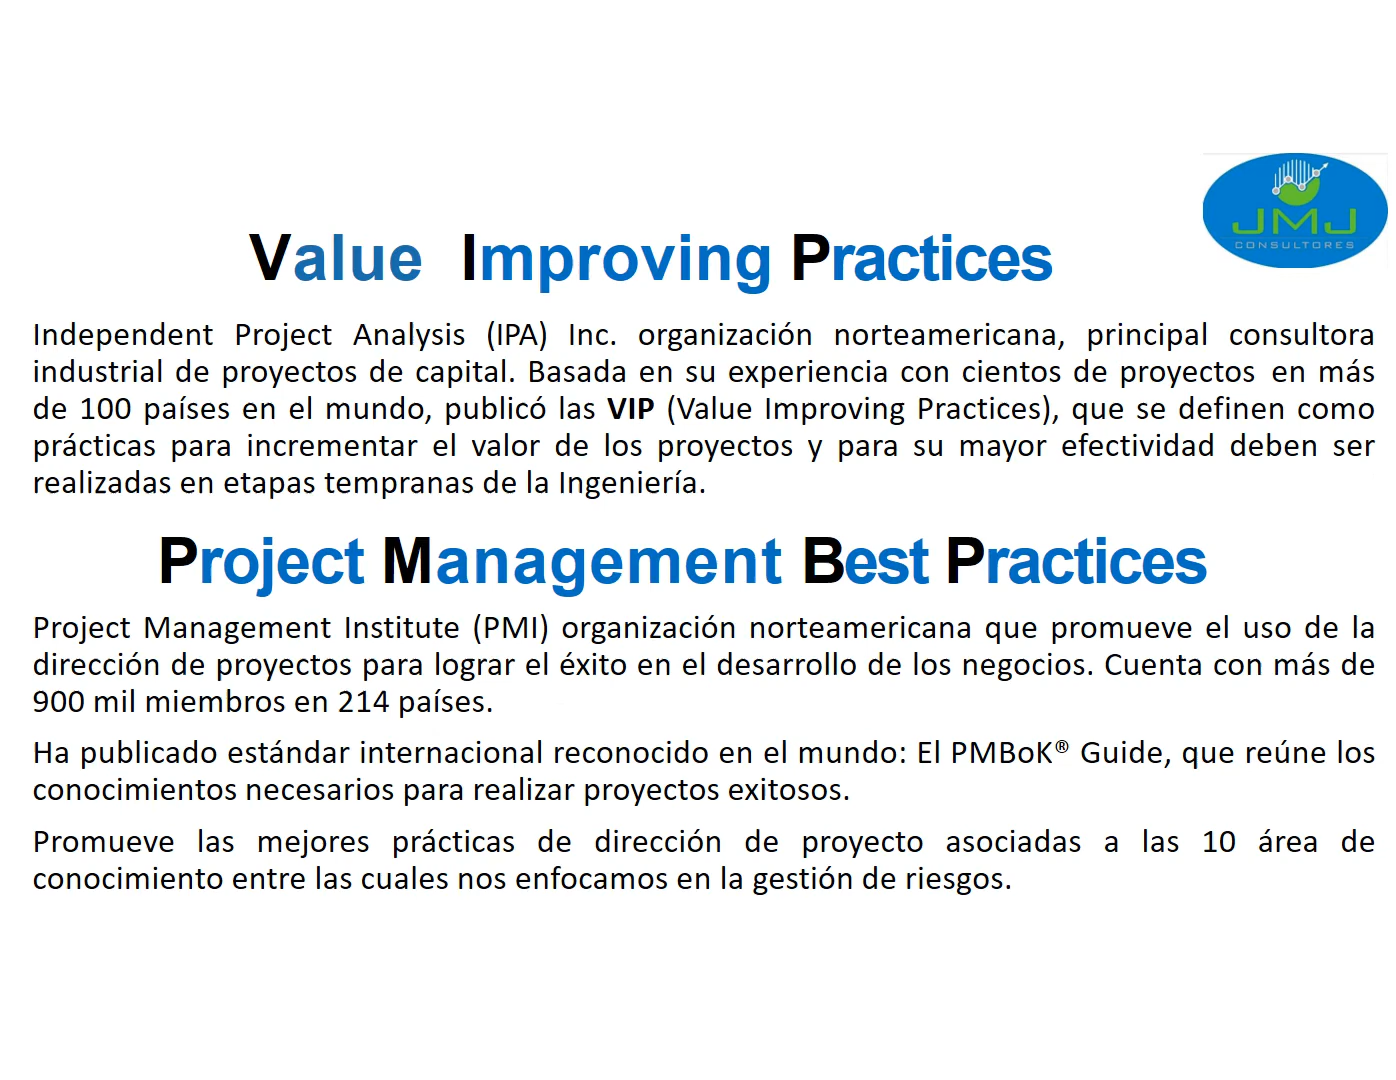 JMJ
CONSULTORES
Value Improving Practices
Independent Project Analysis (IPA) Inc. organización norteamericana, principal consultora
industrial de proyectos de capital. Basada en su experiencia con cientos de proyectos en más
de 100 países en el mundo, publicó las VIP (Value Improving Practices), que se definen como
prácticas para incrementar el valor de los proyectos y para su mayor efectividad deben ser
realizadas en etapas tempranas de la Ingeniería.
Project Management Best Practices
Project Management Institute (PMI) organización norteamericana que promueve el uso de la
dirección de proyectos para lograr el éxito en el desarrollo de los negocios. Cuenta con más de
900 mil miembros en 214 países.
Ha publicado estándar internacional reconocido en el mundo: El PMBoK® Guide, que reúne los
conocimientos necesarios para realizar proyectos exitosos.
Promueve las mejores prácticas de dirección de proyecto asociadas a las 10 área de
conocimiento entre las cuales nos enfocamos en la gestión de riesgos.